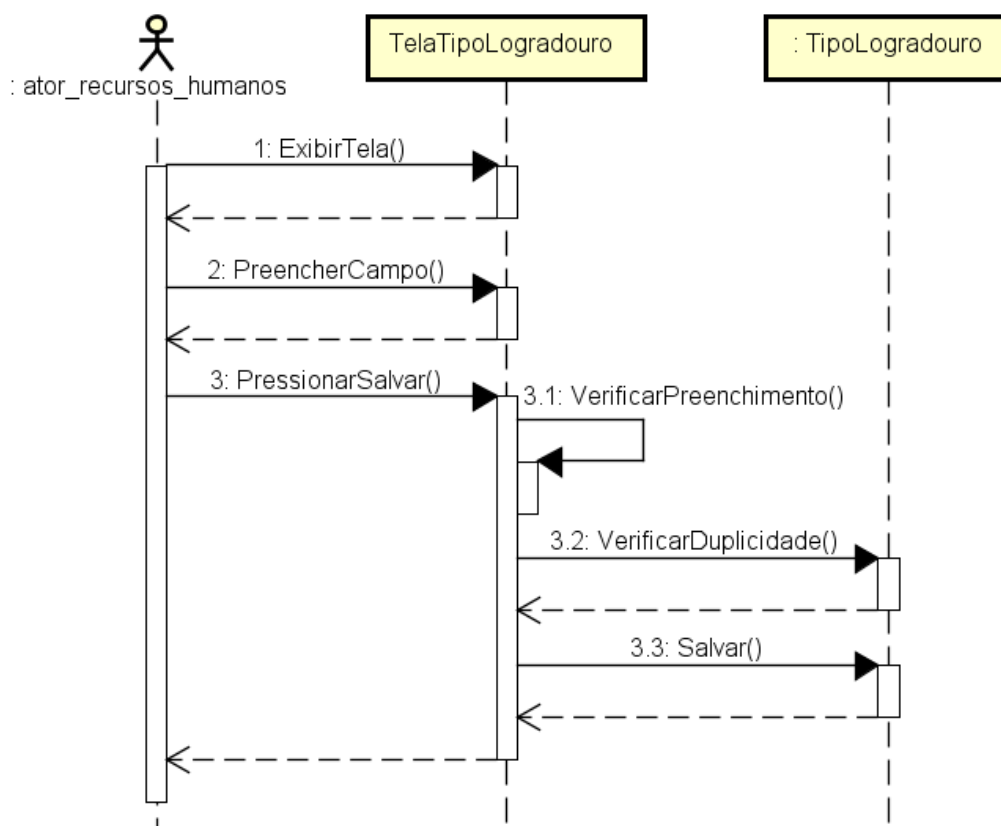 TelaTipoLogradouro
: TipoLogradouro
: ator_recursos_humanos
1: ExibirTela()
2: PreencherCampo()
3: PressionarSalvar()
3.1: VerificarPreenchimento()
3.2: VerificarDuplicidade()
3.3: Salvar()